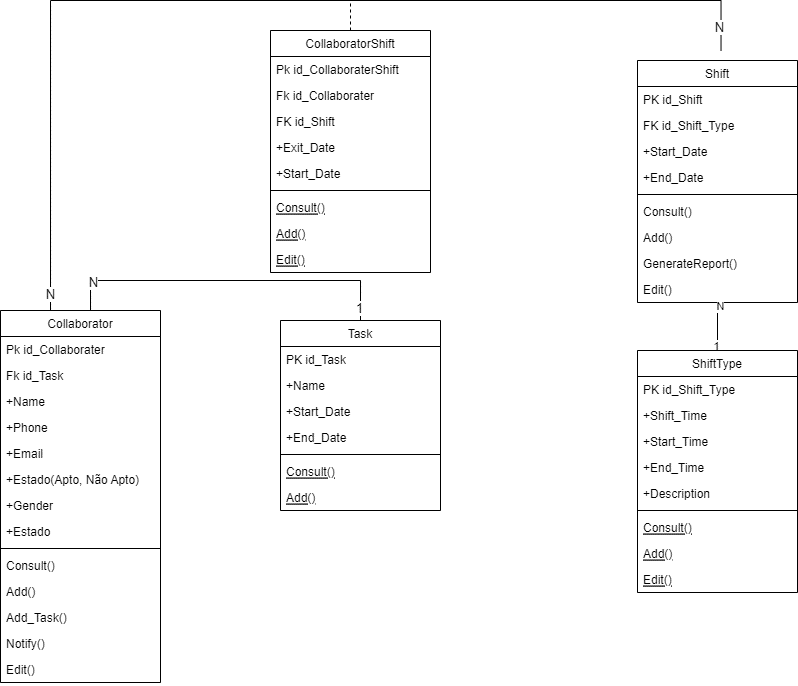 N
CollaboratorShift
Pk id_CollaboraterShift
Fk id_Collaborater
FK id_Shift
+Exit_Date
+Start_Date
Consult()
Add()
Edit()
Shift
PK id_Shift
FK id_Shift_Type
+Start_Date
+End_Date
Consult()
Add()
GenerateReport()
Edit()
N
N
1
Collaborator
Pk id_Collaborater
Fk id_Task
+Name
+Phone
+Email
+Estado(Apto, Não Apto)
+Gender
+Estado
Consult()
Add()
Add_Task()
Notify()
Edit()
Task
PK id_Task
+Name
+Start_Date
+End_Date
Consult()
Add()
N
1
ShiftType
PK id_Shift_Type
+Shift_Time
+Start_Time
+End_Time
+Description
Consult()
Add()
Edit()